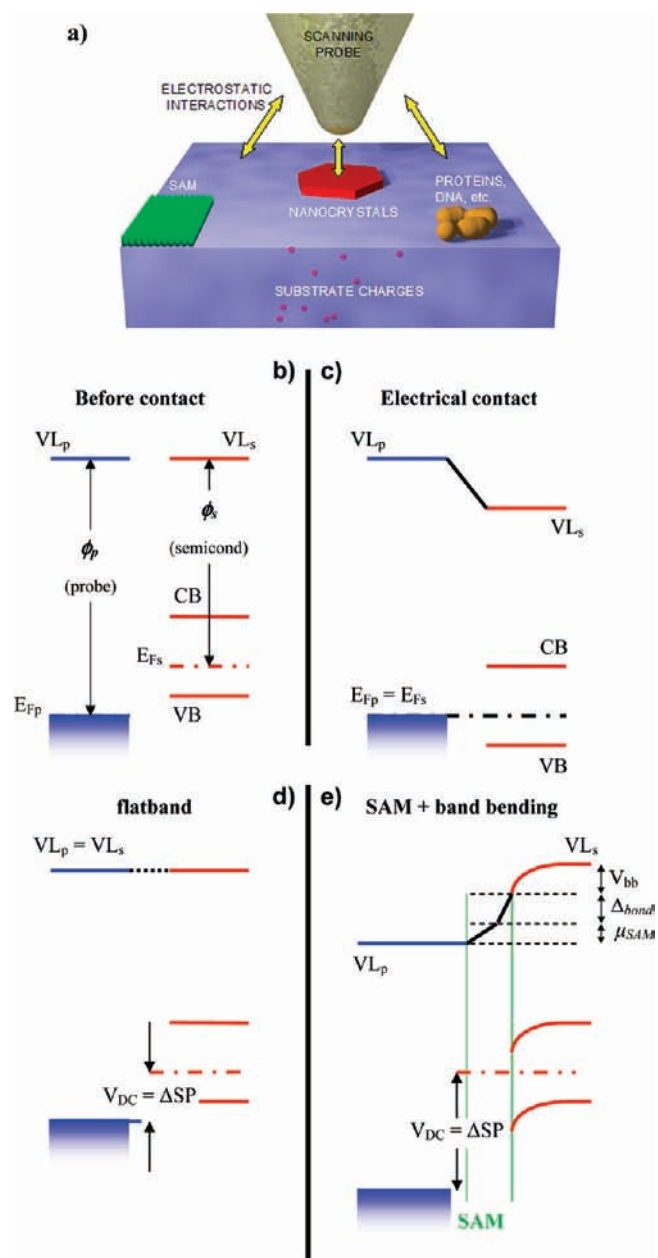 a)
SCANNING
PROBE
ELECTROSTATIC
INTERACTIONS
SAM
NANOCRYSTALS
PROTEINS,
DNA, etc.
SUBSTRATE CHARGES
b)
Before contact
VLp
VLs
ϕp
(probe)
ϕs
(semicond)
CB
EFs
EFp
VB
c)
Electrical contact
VLp
VLs
CB
EFp = EFs
VB
d)
flatband
VLp = VLs
VDC = ΔSP
e)
SAM + band bending
VLs
Vbb
Δbond
μSAM
VLp
VDC = ΔSP
SAM